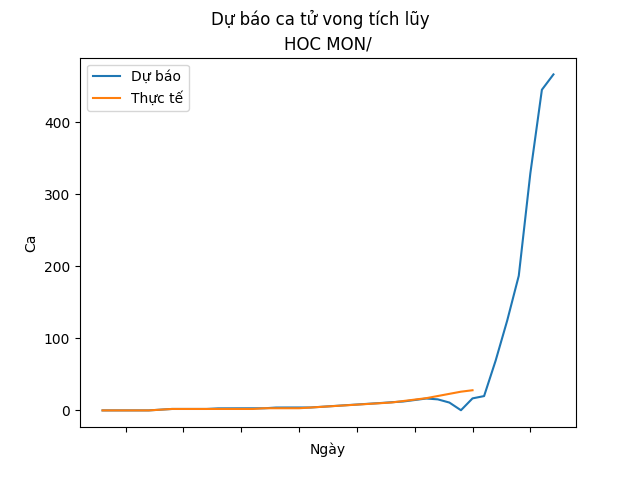 Dự báo ca tử vong tích lũy
HOC MON/
Dự báo
Thực tế
Ca
400
300
200
100
0
Ngày